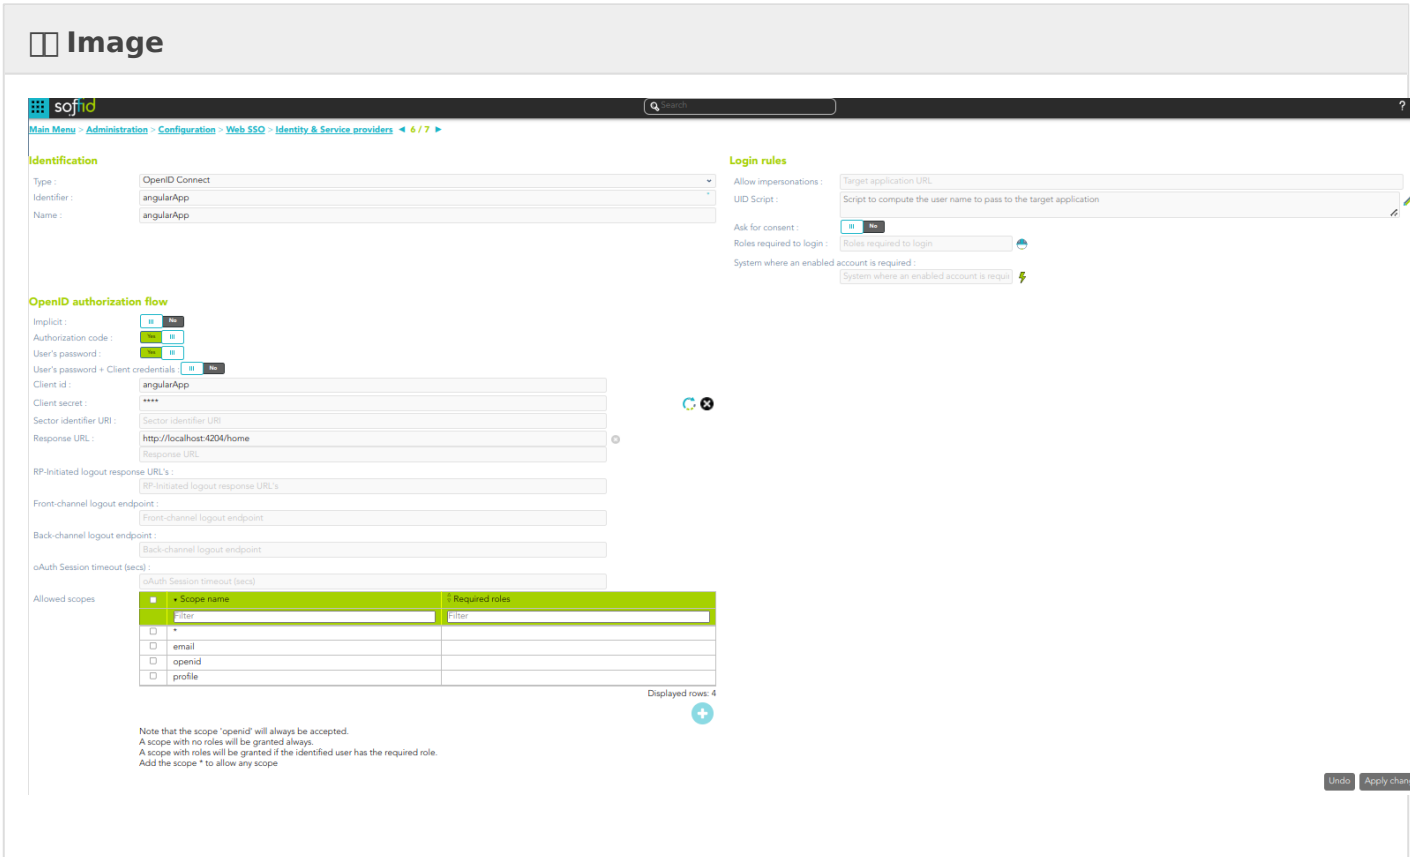 Image
soffid
Search
?
Main Menu > Administration > Configuration > Web SSO > Identity & Service providers ◄ 6 / 7 ►
Identification
Type :
OpenID Connect
Identifier :
angularApp
Name :
angularApp
Login rules
Allow impersonations :
Target application URL
UID Script :
Script to compute the user name to pass to the target application
Ask for consent :
No
Roles required to login :
Roles required to login
System where an enabled account is required :
System where an enabled account is requi
OpenID authorization flow
Implicit :
No
Authorization code :
Yes
User's password :
Yes
User's password + Client credentials :
No
Client id :
angularApp
Client secret :
****
Sector identifier URI :
Sector identifier URI
Response URL :
http://localhost:4204/home
Response URL
RP-Initiated logout response URL's :
RP-Initiated logout response URL's
Front-channel logout endpoint :
Front-channel logout endpoint
Back-channel logout endpoint :
Back-channel logout endpoint
oAuth Session timeout (secs) :
oAuth Session timeout (secs)
Allowed scopes
Scope name
Required roles
Filter
Filter
*
email
openid
profile
Displayed rows: 4
Note that the scope 'openid' will always be accepted.
A scope with no roles will be granted always.
A scope with roles will be granted if the identified user has the required role.
Add the scope * to allow any scope
Undo
Apply chan